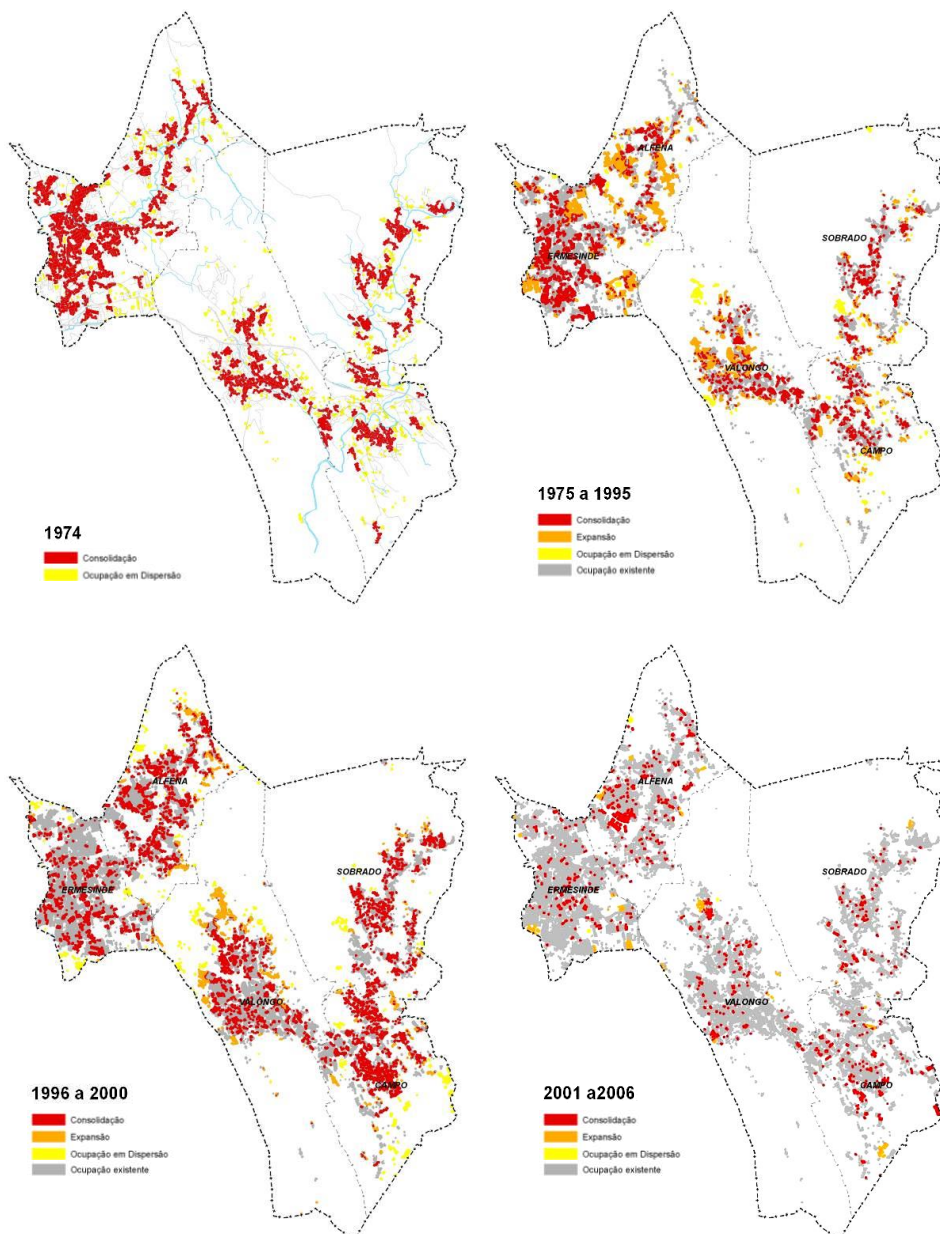 1974
Consolidação
Ocupação em Dispersão
ALFENA
ERMESINDE
SOBRADO
VALONGO
CAMPO
1975 a 1995
Consolidação
Expansão
Ocupação em Dispersão
Ocupação existente
ALFENA
ERMESINDE
SOBRADO
VALONGO
CAMPO
1996 a 2000
Consolidação
Expansão
Ocupação em Dispersão
Ocupação existente
ALFENA
ERMESINDE
SOBRADO
VALONGO
CAMPO
2001 a2006
Consolidação
Expansão
Ocupação em Dispersão
Ocupação existente